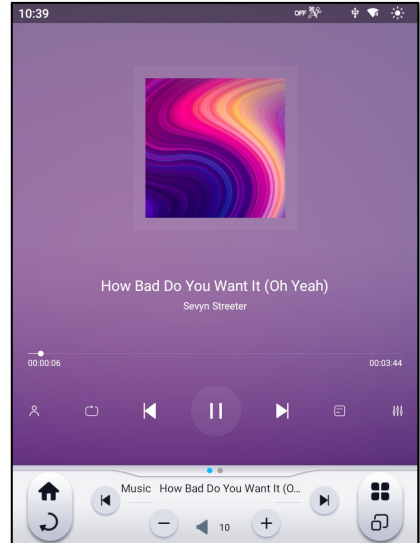 10:39
OFF
How Bad Do You Want It (Oh Yeah)
Sevyn Streeter
00:00:06 00:03:44
Music How Bad Do You Want It (O...
10